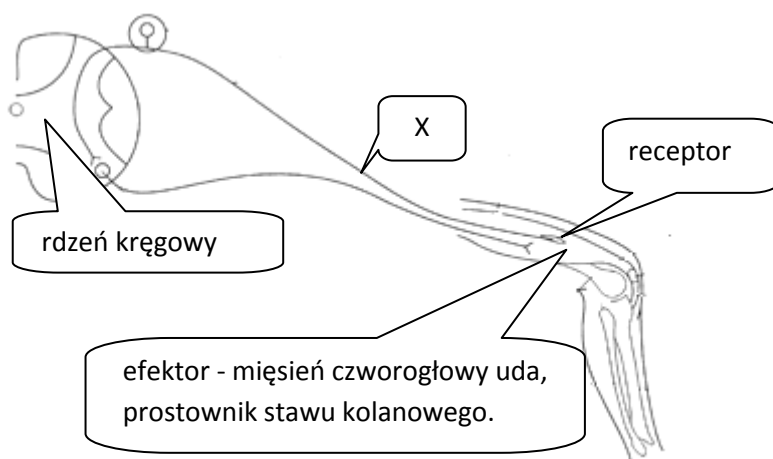 X
receptor
rdzeń kręgowy
efektor - mięsień czworogłowy uda,
prostownik stawu kolanowego.